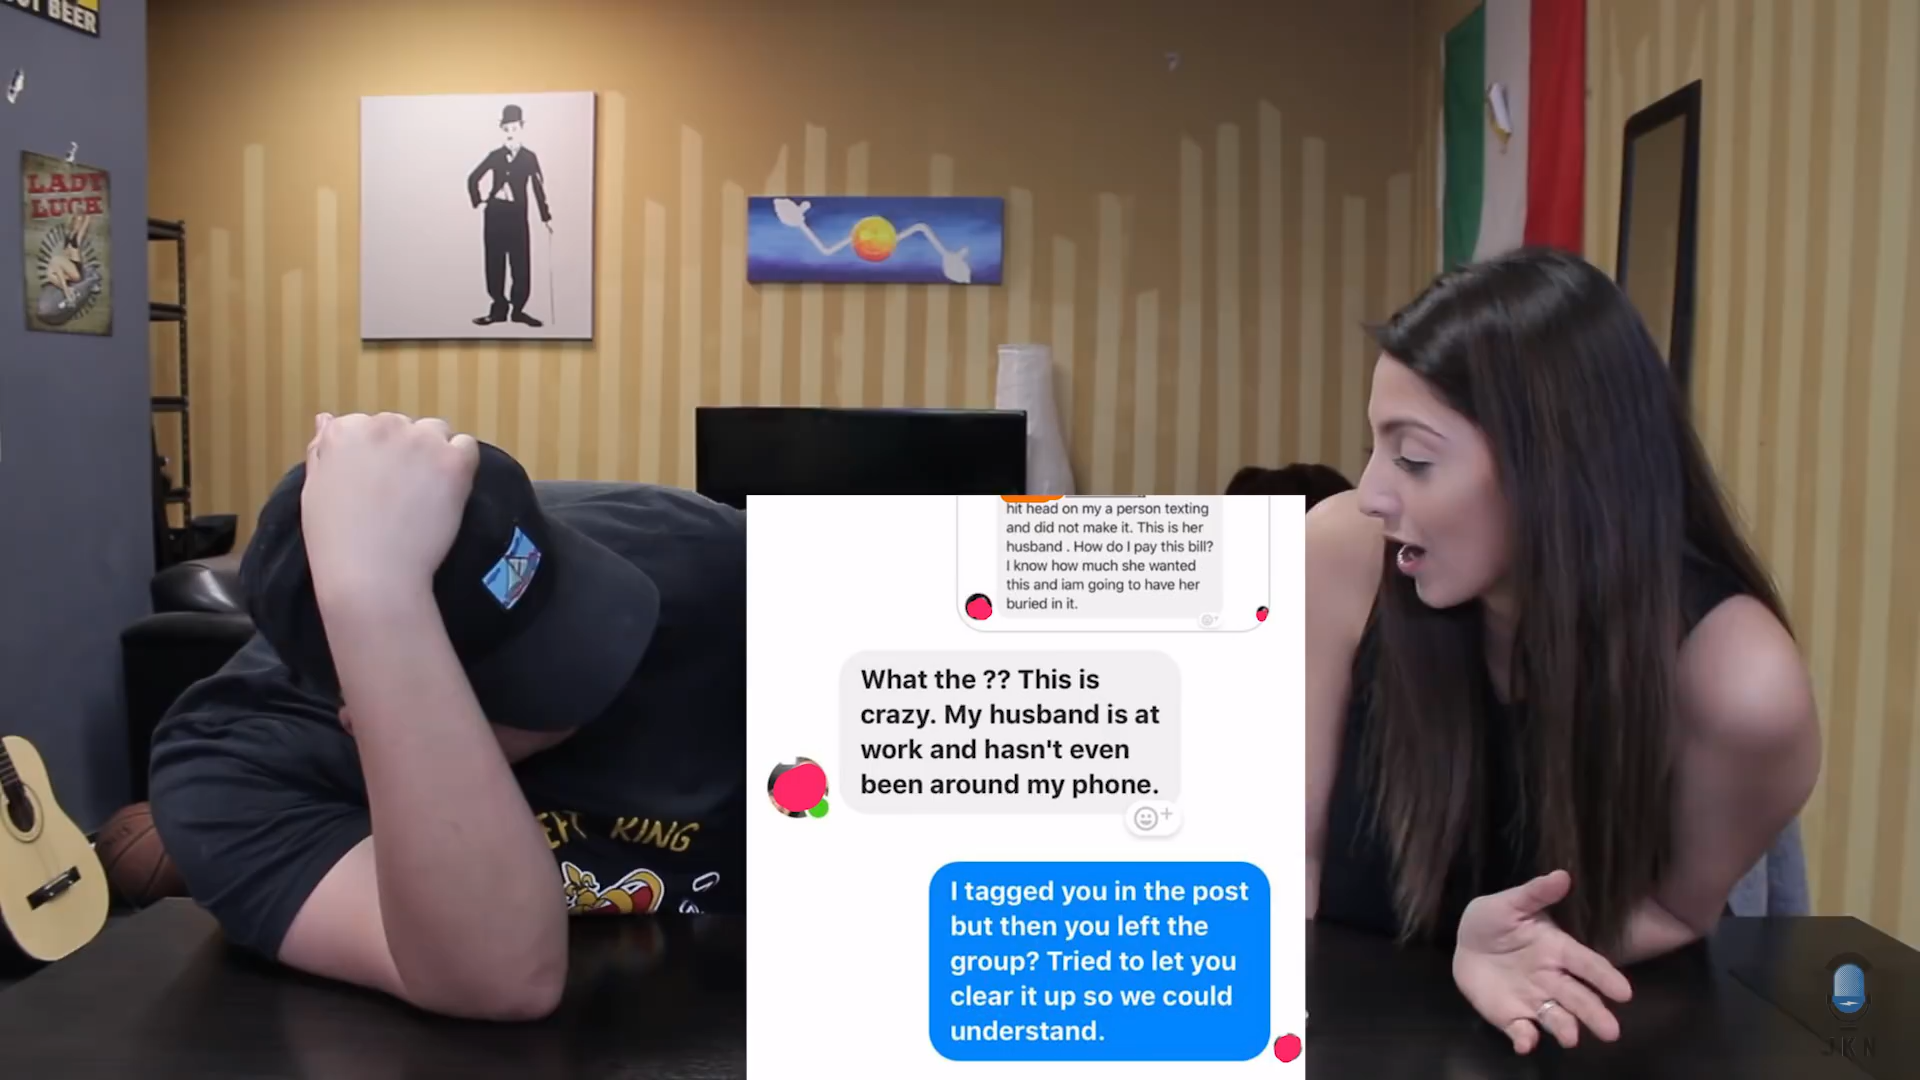 OT BEER
LADY
LUCK
hit head on my a person texting
and did not make it. This is her
husband . How do I pay this bill?
I know how much she wanted
this and iam going to have her
buried in it.
What the ?? This is
crazy. My husband is at
work and hasn't even
been around my phone.
KING
I tagged you in the post
but then you left the
group? Tried to let you
clear it up so we could
understand.
JKN